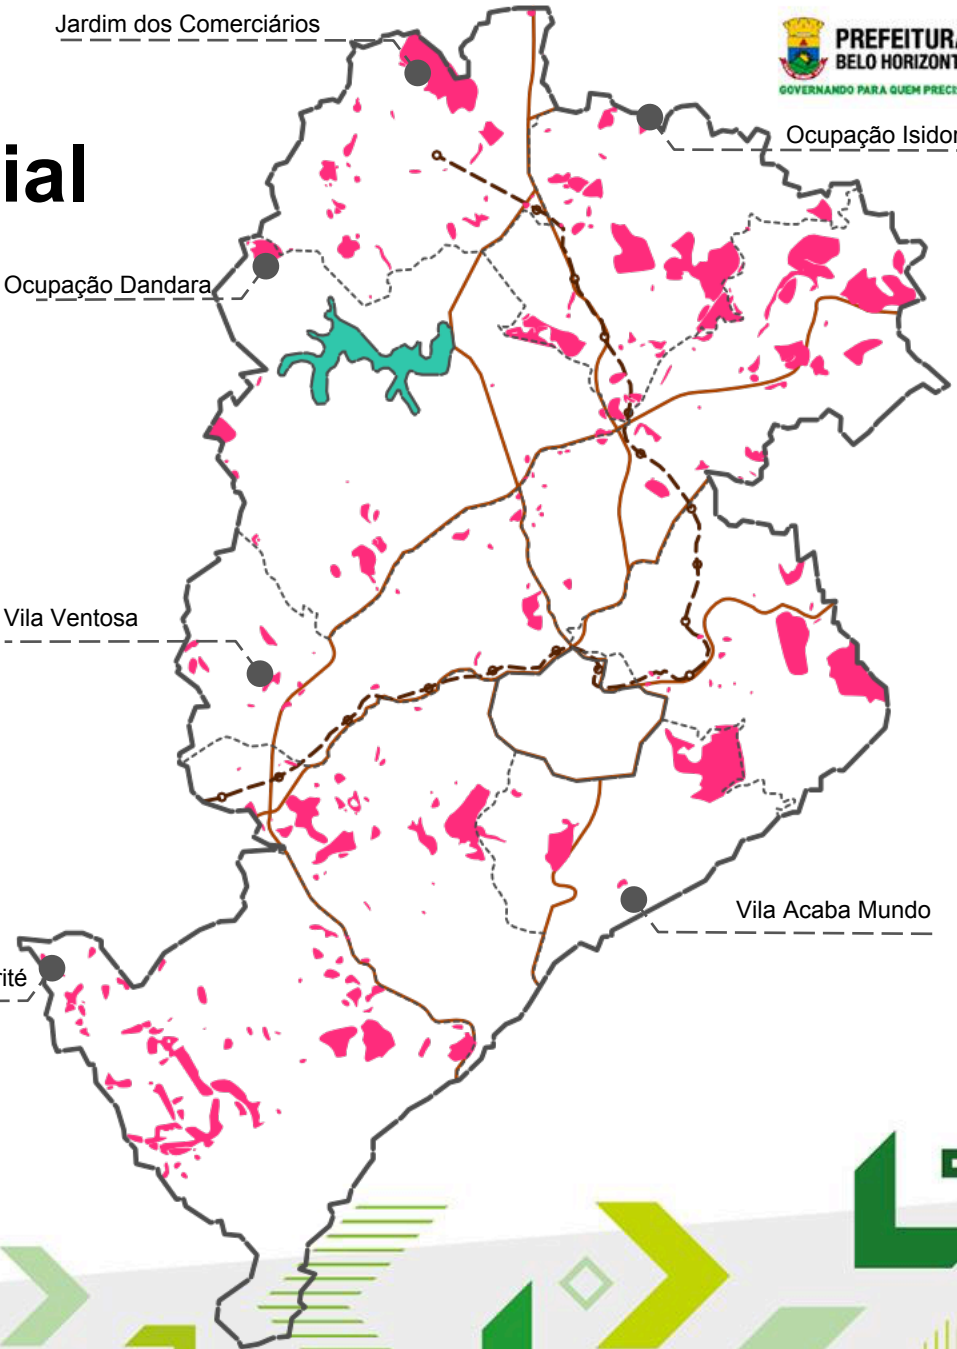 Jardim dos Comerciários
PREFEITURA
BELO HORIZONT
GOVERNANDO PARA QUEM PRECIS
Ocupação Isidor
ial
Ocupação Dandara
Vila Ventosa
Vila Acaba Mundo
rité